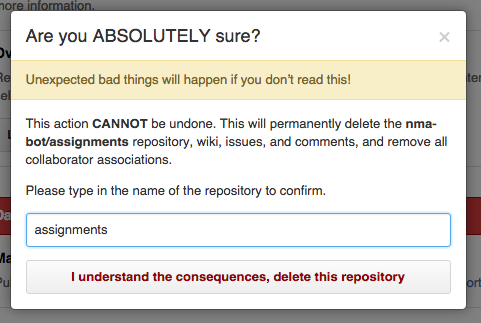 more information.
Are you ABSOLUTELY sure?
×
Unexpected bad things will happen if you don’t read this!
This action CANNOT be undone. This will permanently delete the nma-
bot/assignments repository, wiki, issues, and comments, and remove all
collaborator associations.
Please type in the name of the repository to confirm.
assignments
I understand the consequences, delete this repository